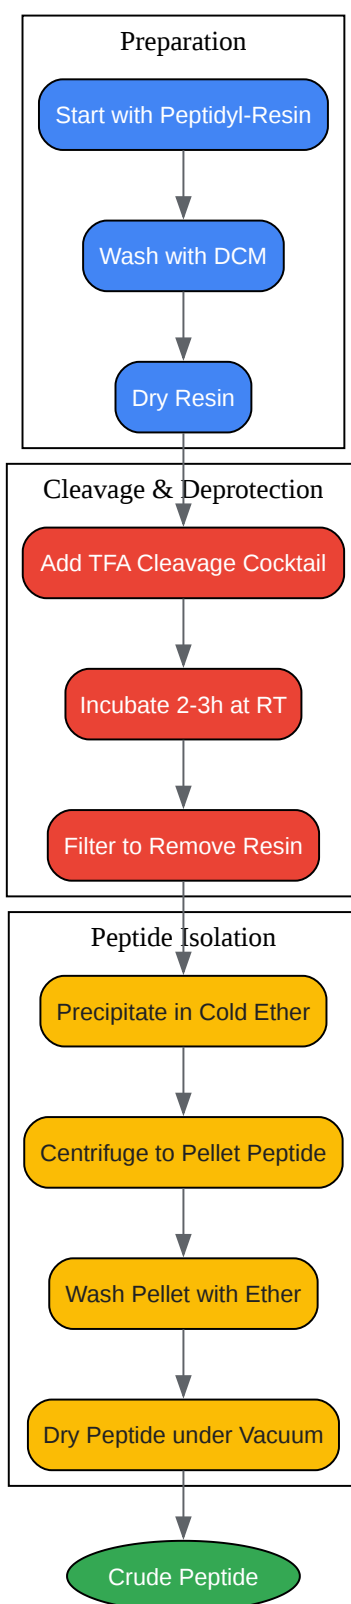 Preparation
Start with Peptidyl-Resin
Wash with DCM
Dry Resin
Cleavage & Deprotection
Add TFA Cleavage Cocktail
Incubate 2-3h at RT
Filter to Remove Resin
Peptide Isolation
Precipitate in Cold Ether
Centrifuge to Pellet Peptide
Wash Pellet with Ether
Dry Peptide under Vacuum
Crude Peptide